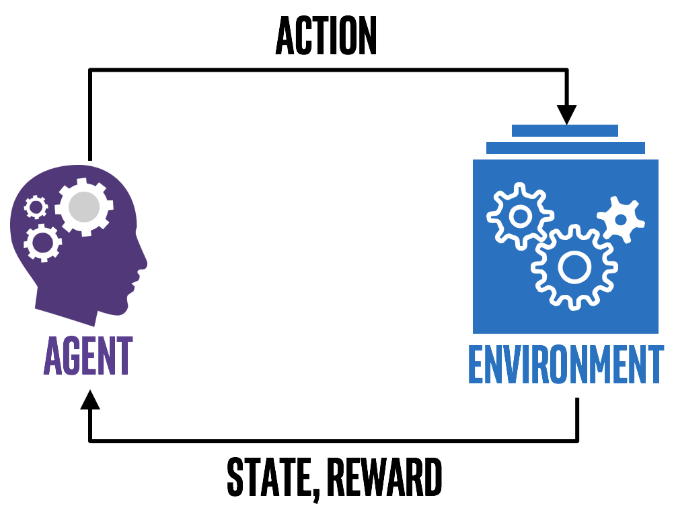 ACTION
AGENT
ENVIRONMENT
STATE, REWARD